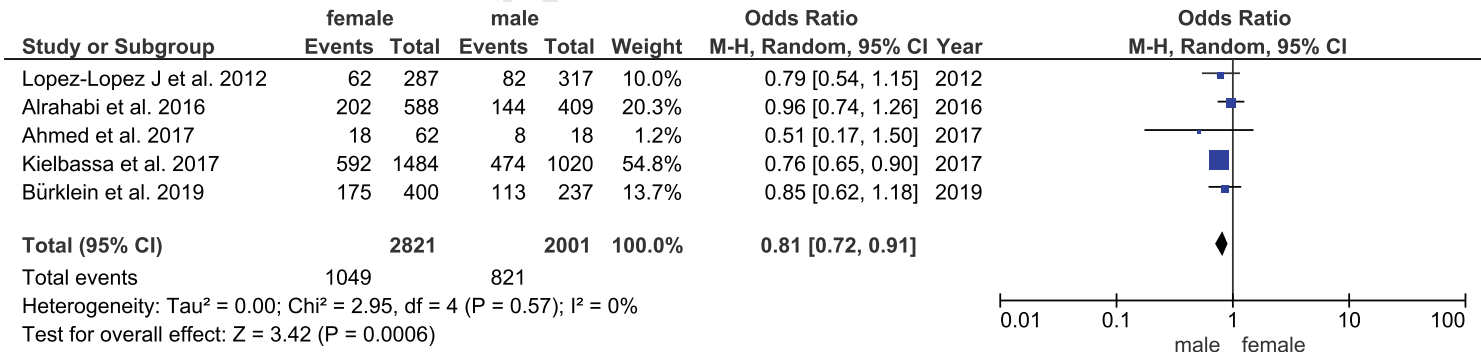 female male Odds Ratio Odds Ratio
Study or Subgroup Events Total Events Total Weight M-H, Random, 95% CI Year M-H, Random, 95% CI
Lopez-Lopez J et al. 2012 62 287 82 317 10.0% 0.79 [0.54, 1.15] 2012
Alrahabi et al. 2016 202 588 144 409 20.3% 0.96 [0.74, 1.26] 2016
Ahmed et al. 2017 18 62 8 18 1.2% 0.51 [0.17, 1.50] 2017
Kielbassa et al. 2017 592 1484 474 1020 54.8% 0.76 [0.65, 0.90] 2017
Bürklein et al. 2019 175 400 113 237 13.7% 0.85 [0.62, 1.18] 2019
Total (95% CI) 2821 2001 100.0% 0.81 [0.72, 0.91]
Total events 1049 821
Heterogeneity: Tau² = 0.00; Chi² = 2.95, df = 4 (P = 0.57); I² = 0%
Test for overall effect: Z = 3.42 (P = 0.0006)
0.01 0.1 1 10 100
male female